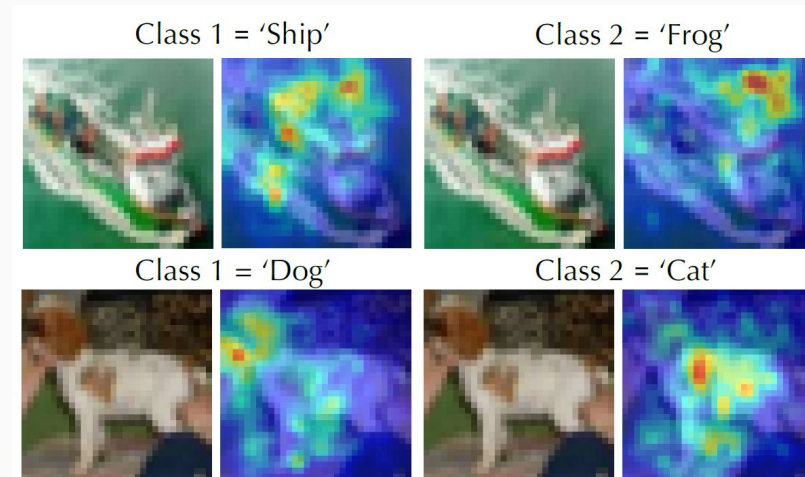 Class 1 = ‘Ship’
Class 2 = ‘Frog’
Class 1 = ‘Dog’
Class 2 = ‘Cat’